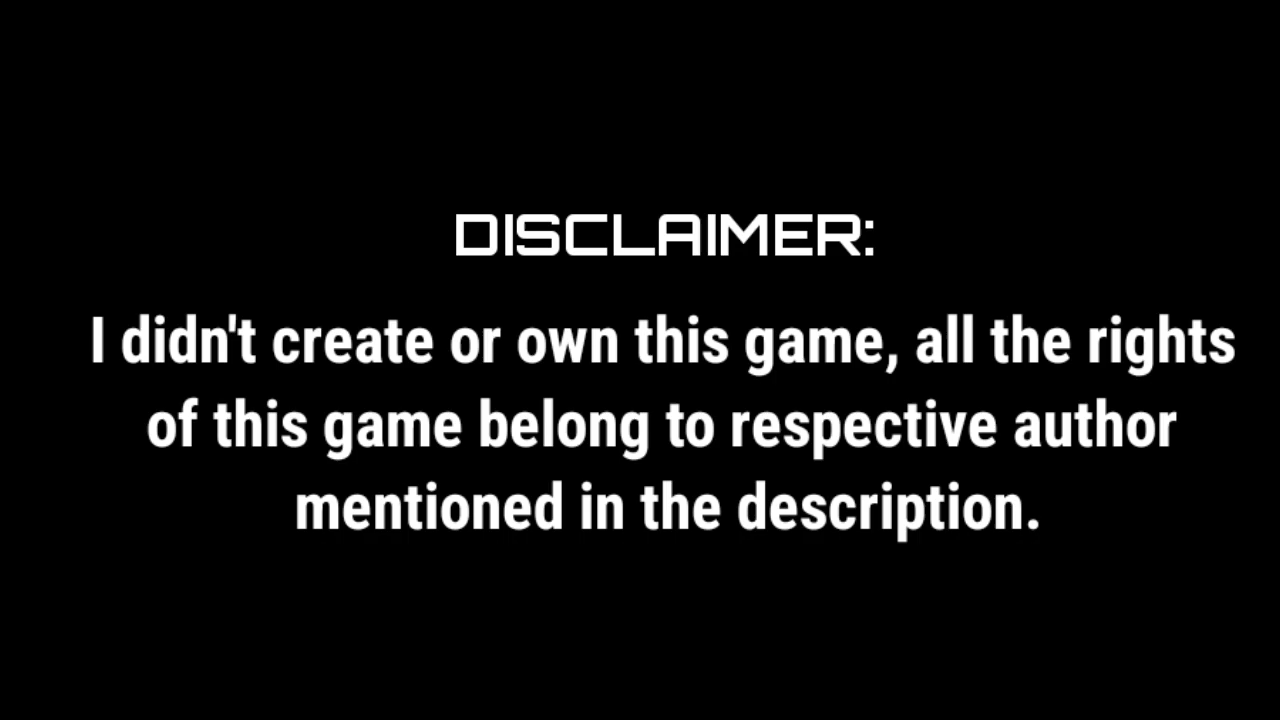 DISCLAIMER:
I didn't create or own this game, all the rights
of this game belong to respective author
mentioned in the description.